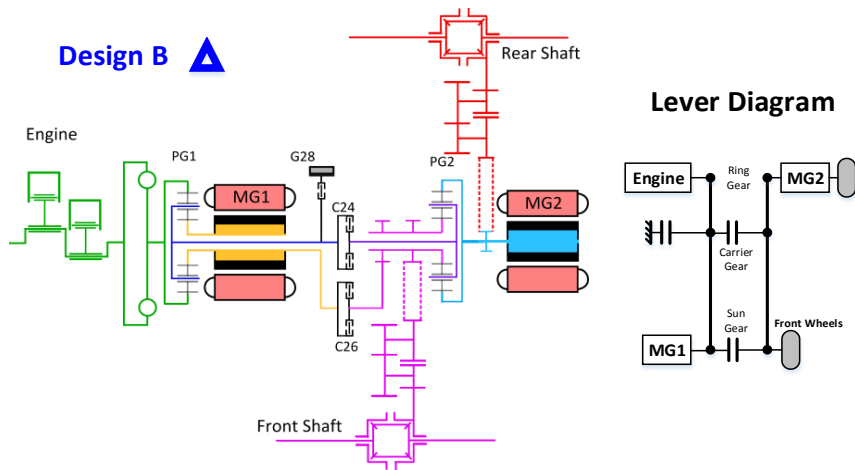 Design B
Rear Shaft
Lever Diagram
Engine
PG1
G28
PG2
MG1
C24
MG2
C26
Front Shaft
Engine
Ring
Gear
MG2
Carrier
Gear
Sun
Gear
Front Wheels
MG1